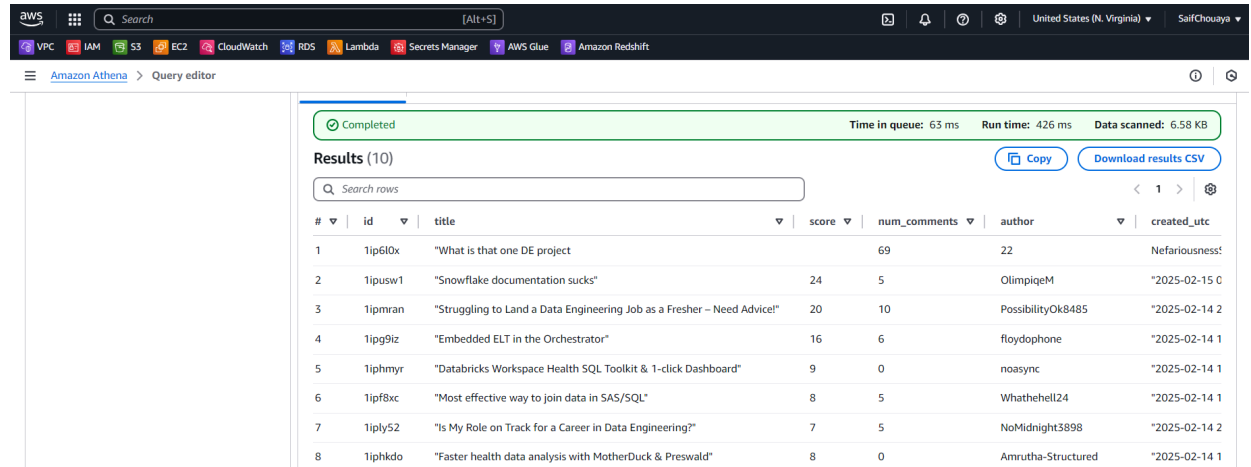 aws Search [Alt+S] United States (N. Virginia) SaifChouaya
VPC IAM S3 EC2 CloudWatch RDS Lambda Secrets Manager AWS Glue Amazon Redshift
Amazon Athena > Query editor
Completed Time in queue: 63 ms Run time: 426 ms Data scanned: 6.58 KB
Results (10) Copy Download results CSV
Search rows 1
# id title score num_comments author created_utc
1 1ip6l0x "What is that one DE project 69 22 Nefariousness
2 1ipusw1 "Snowflake documentation sucks" 24 5 OlimpiqeM "2025-02-15 0
3 1ipmran "Struggling to Land a Data Engineering Job as a Fresher – Need Advice!" 20 10 PossibilityOk8485 "2025-02-14 2
4 1ipg9iz "Embedded ELT in the Orchestrator" 16 6 floydophone "2025-02-14 1
5 1iphmyr "Databricks Workspace Health SQL Toolkit & 1-click Dashboard" 9 0 noasync "2025-02-14 1
6 1ipf8xc "Most effective way to join data in SAS/SQL" 8 5 Whathehell24 "2025-02-14 1
7 1iply52 "Is My Role on Track for a Career in Data Engineering?" 7 5 NoMidnight3898 "2025-02-14 2
8 1iphkdo "Faster health data analysis with MotherDuck & Preswald" 8 0 Amrutha-Structured "2025-02-14 1